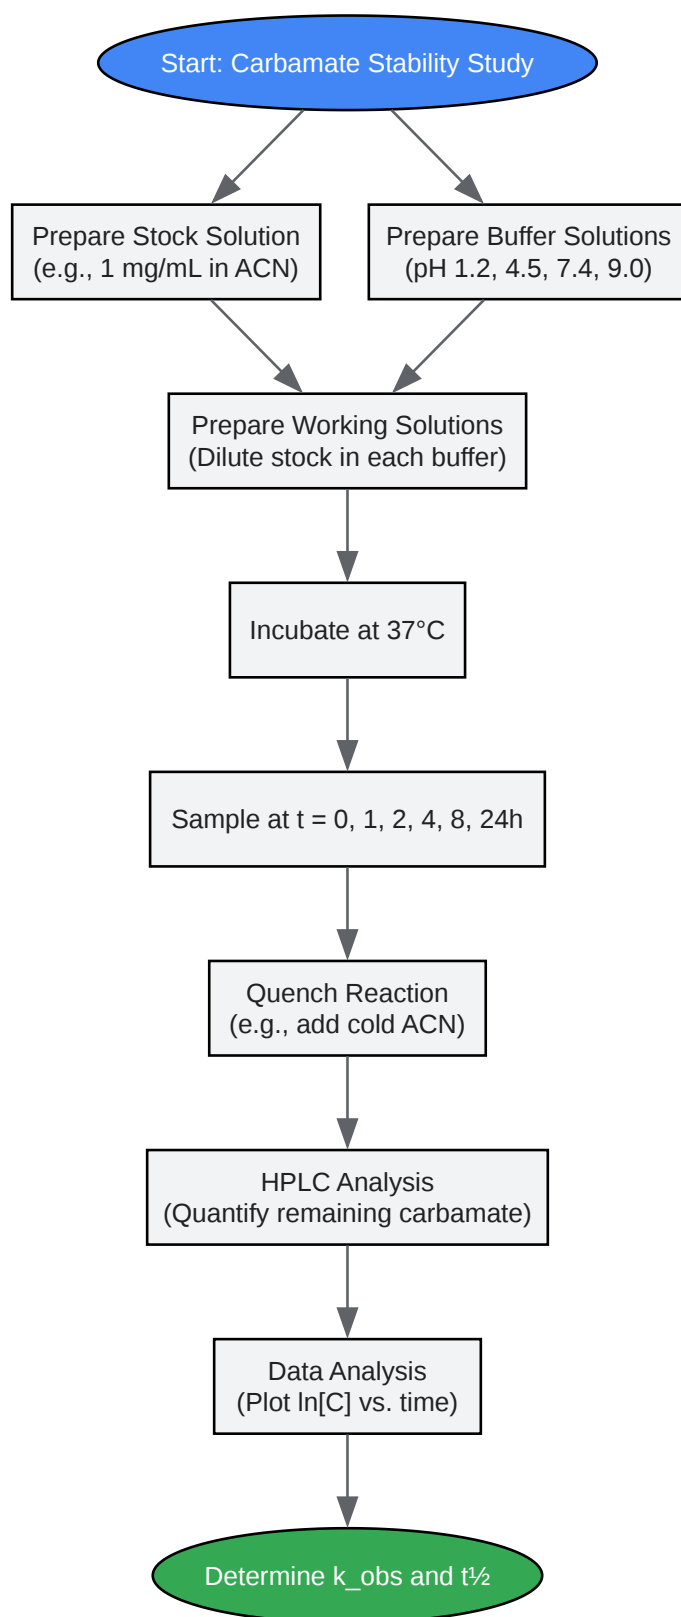 Start: Carbamate Stability Study
Prepare Stock Solution
(e.g., 1 mg/mL in ACN)
Prepare Buffer Solutions
(pH 1.2, 4.5, 7.4, 9.0)
Prepare Working Solutions
(Dilute stock in each buffer)
Incubate at 37°C
Sample at t = 0, 1, 2, 4, 8, 24h
Quench Reaction
(e.g., add cold ACN)
HPLC Analysis
(Quantify remaining carbamate)
Data Analysis
(Plot ln[C] vs. time)
Determine k_obs and t½